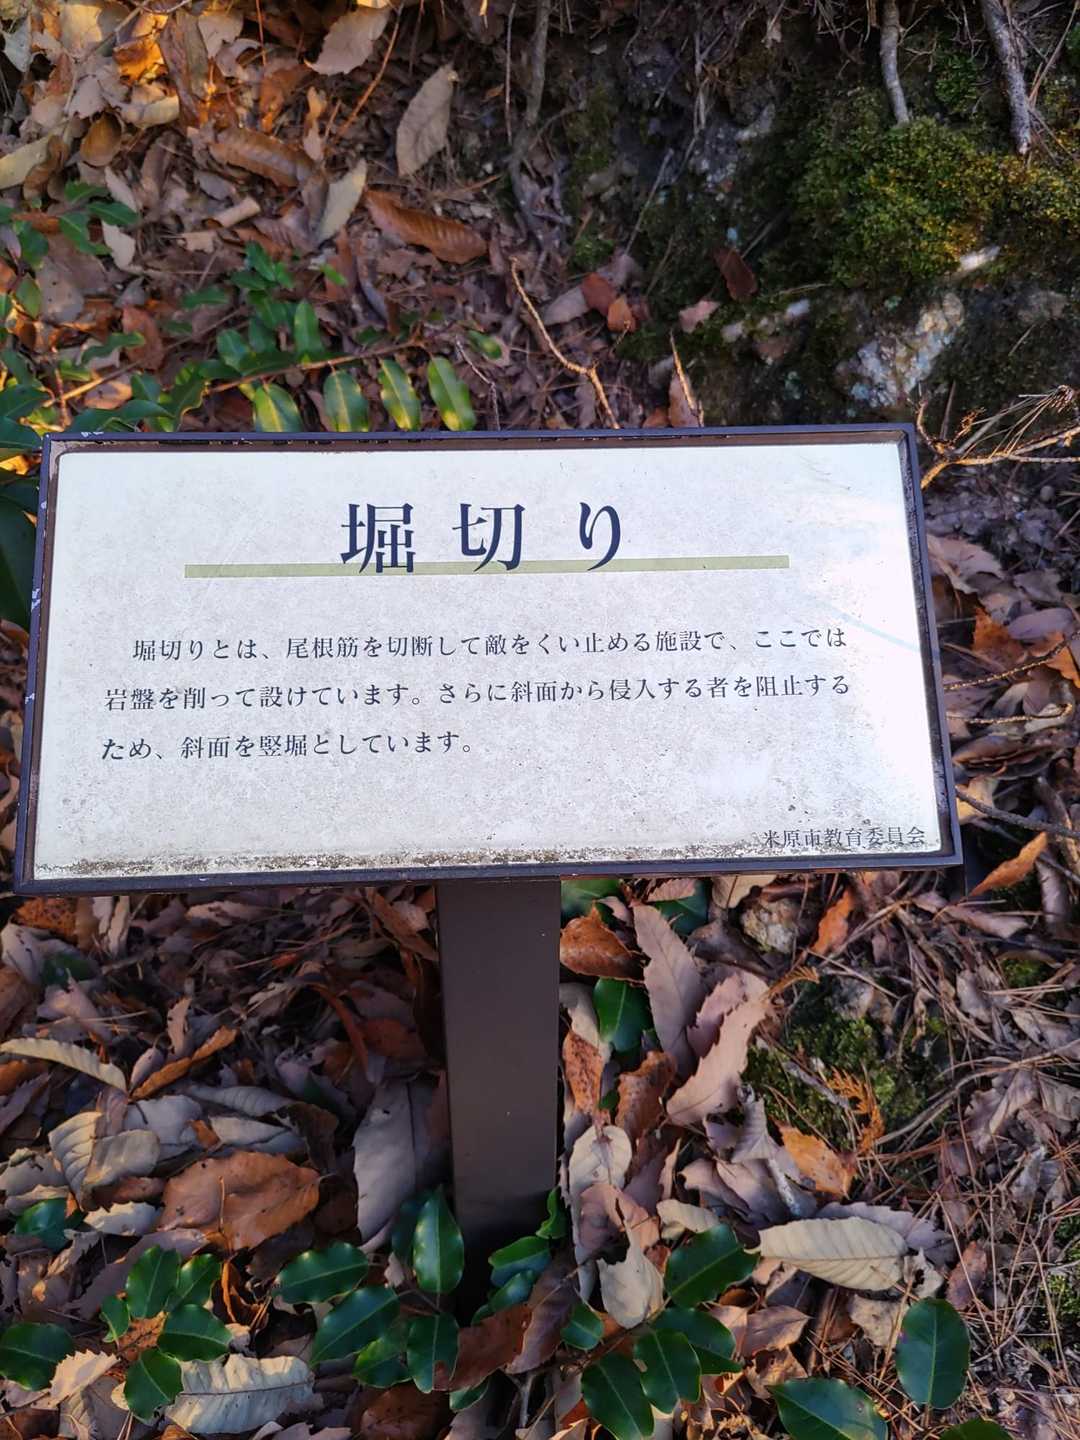 堀切り
堀切りとは、尾根筋を切断して敵をくい止める施設で、ここでは
岩盤を削って設けています。さらに斜面から侵入する者を阻止する
ため、斜面を竪堀としています。
米原市教育委員会